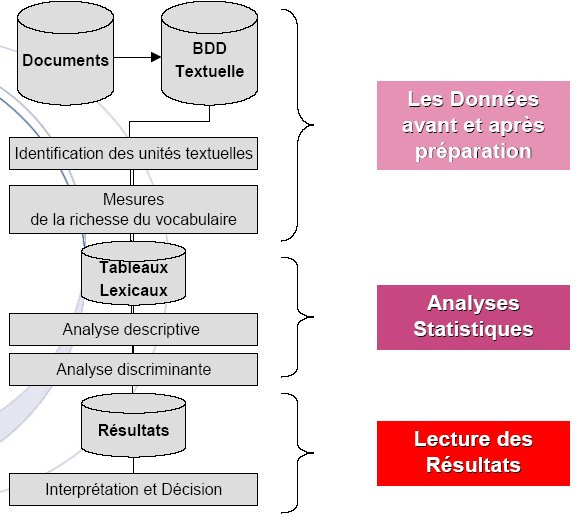 Documents
BDD
Textuelle
Identification des unités textuelles
Mesures
de la richesse du vocabulaire
Les Données
avant et après
préparation
Tableaux
Lexicaux
Analyse descriptive
Analyse discriminante
Analyses
Statistiques
Résultats
Interprétation et Décision
Lecture des
Résultats